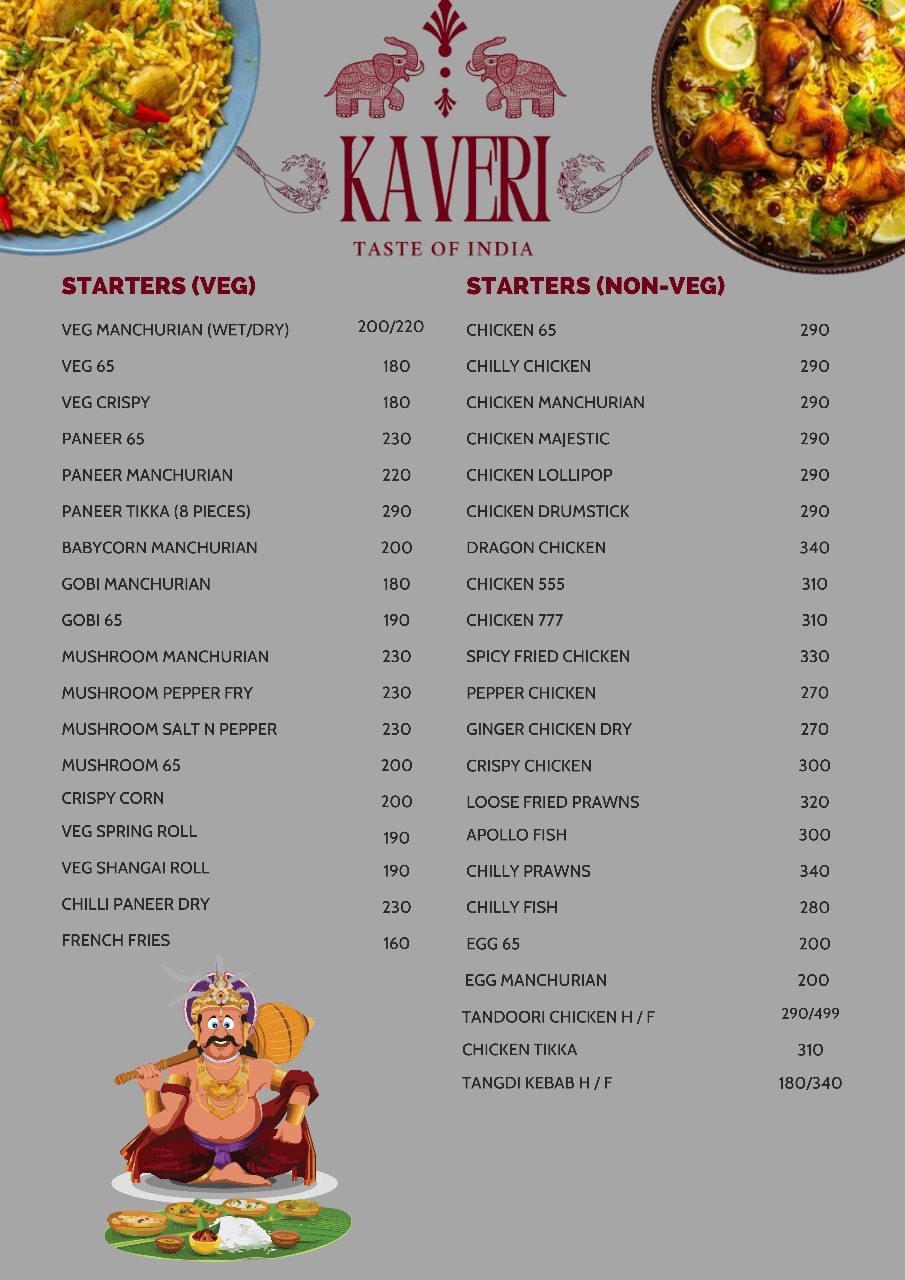 KAVERI
TASTE OF INDIA
STARTERS (VEG)
VEG MANCHURIAN (WET/DRY) 200/220
VEG 65 180
VEG CRISPY 180
PANEER 65 230
PANEER MANCHURIAN 220
PANEER TIKKA (8 PIECES) 290
BABYCORN MANCHURIAN 200
GOBI MANCHURIAN 180
GOBI 65 190
MUSHROOM MANCHURIAN 230
MUSHROOM PEPPER FRY 230
MUSHROOM SALT N PEPPER 230
MUSHROOM 65 200
CRISPY CORN 200
VEG SPRING ROLL 190
VEG SHANGAI ROLL 190
CHILLI PANEER DRY 230
FRENCH FRIES 160
STARTERS (NON-VEG)
CHICKEN 65 290
CHILLY CHICKEN 290
CHICKEN MANCHURIAN 290
CHICKEN MAJESTIC 290
CHICKEN LOLLIPOP 290
CHICKEN DRUMSTICK 290
DRAGON CHICKEN 340
CHICKEN 555 310
CHICKEN 777 310
SPICY FRIED CHICKEN 330
PEPPER CHICKEN 270
GINGER CHICKEN DRY 270
CRISPY CHICKEN 300
LOOSE FRIED PRAWNS 320
APOLLO FISH 300
CHILLY PRAWNS 340
CHILLY FISH 280
EGG 65 200
EGG MANCHURIAN 200
TANDOORI CHICKEN H / F 290/499
CHICKEN TIKKA 310
TANGDI KEBAB H / F 180/340